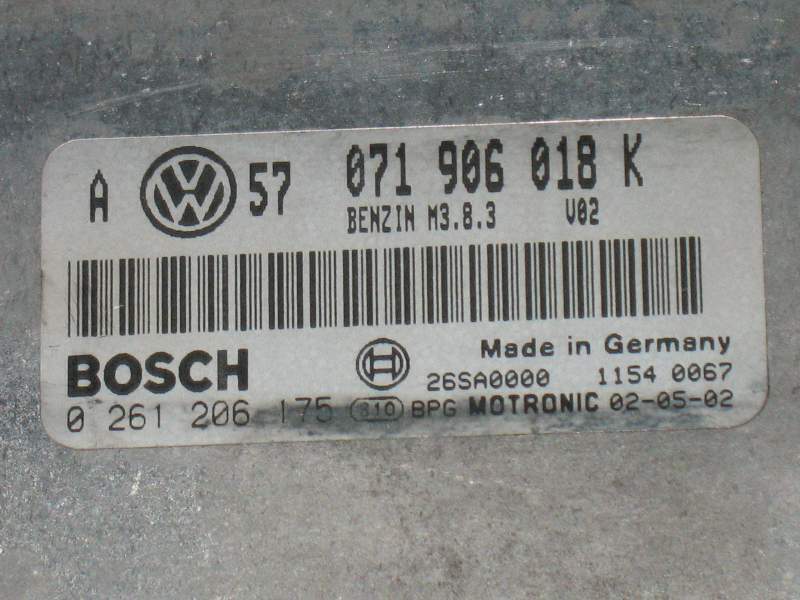 A VW 57 071 906 018 K
BENZIN M3.8.3 V02
BOSCH
Made in Germany
26SA0000 1154 0067
0 261 206 175 310 BPG MOTRONIC 02-05-02